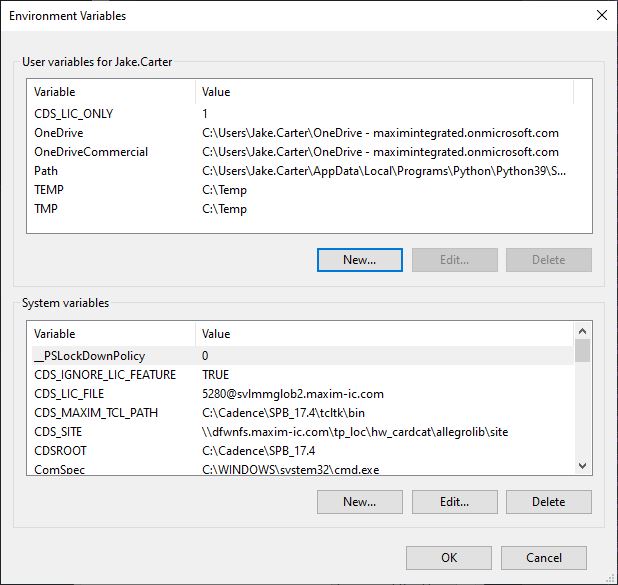 Environment Variables
User variables for Jake.Carter
Variable Value
CDS_LIC_ONLY 1
OneDrive C:\Users\Jake.Carter\OneDrive - maximintegrated.onmicrosoft.com
OneDriveCommercial C:\Users\Jake.Carter\OneDrive - maximintegrated.onmicrosoft.com
Path C:\Users\Jake.Carter\AppData\Local\Programs\Python\Python39\S...
TEMP C:\Temp
TMP C:\Temp
New... Edit... Delete
System variables
Variable Value
__PSLockDownPolicy 0
CDS_IGNORE_LIC_FEATURE TRUE
CDS_LIC_FILE 5280@svlmmglob2.maxim-ic.com
CDS_MAXIM_TCL_PATH C:\Cadence\SPB_17.4\tcltk\bin
CDS_SITE \\dfwnfs.maxim-ic.com\tp_loc\hw_cardcat\allegrolib\site
CDSROOT C:\Cadence\SPB_17.4
ComSpec C:\WINDOWS\system32\cmd.exe
New... Edit... Delete
OK Cancel